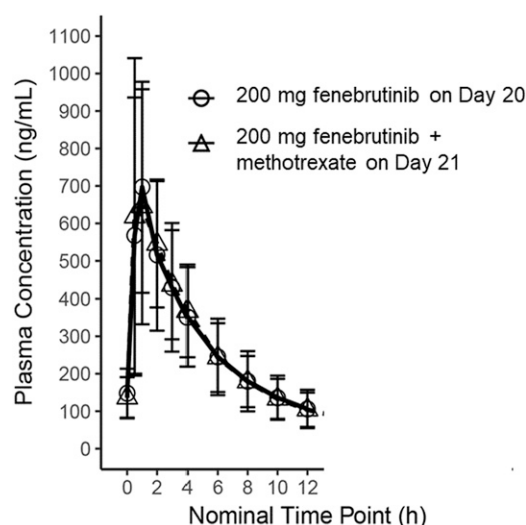 Plasma Concentration (ng/mL)
1100
1000
900
800
700
600
500
400
300
200
100
0
200 mg fenebrutinib on Day 20
200 mg fenebrutinib +
methotrexate on Day 21
0 2 4 6 8 10 12
Nominal Time Point (h)